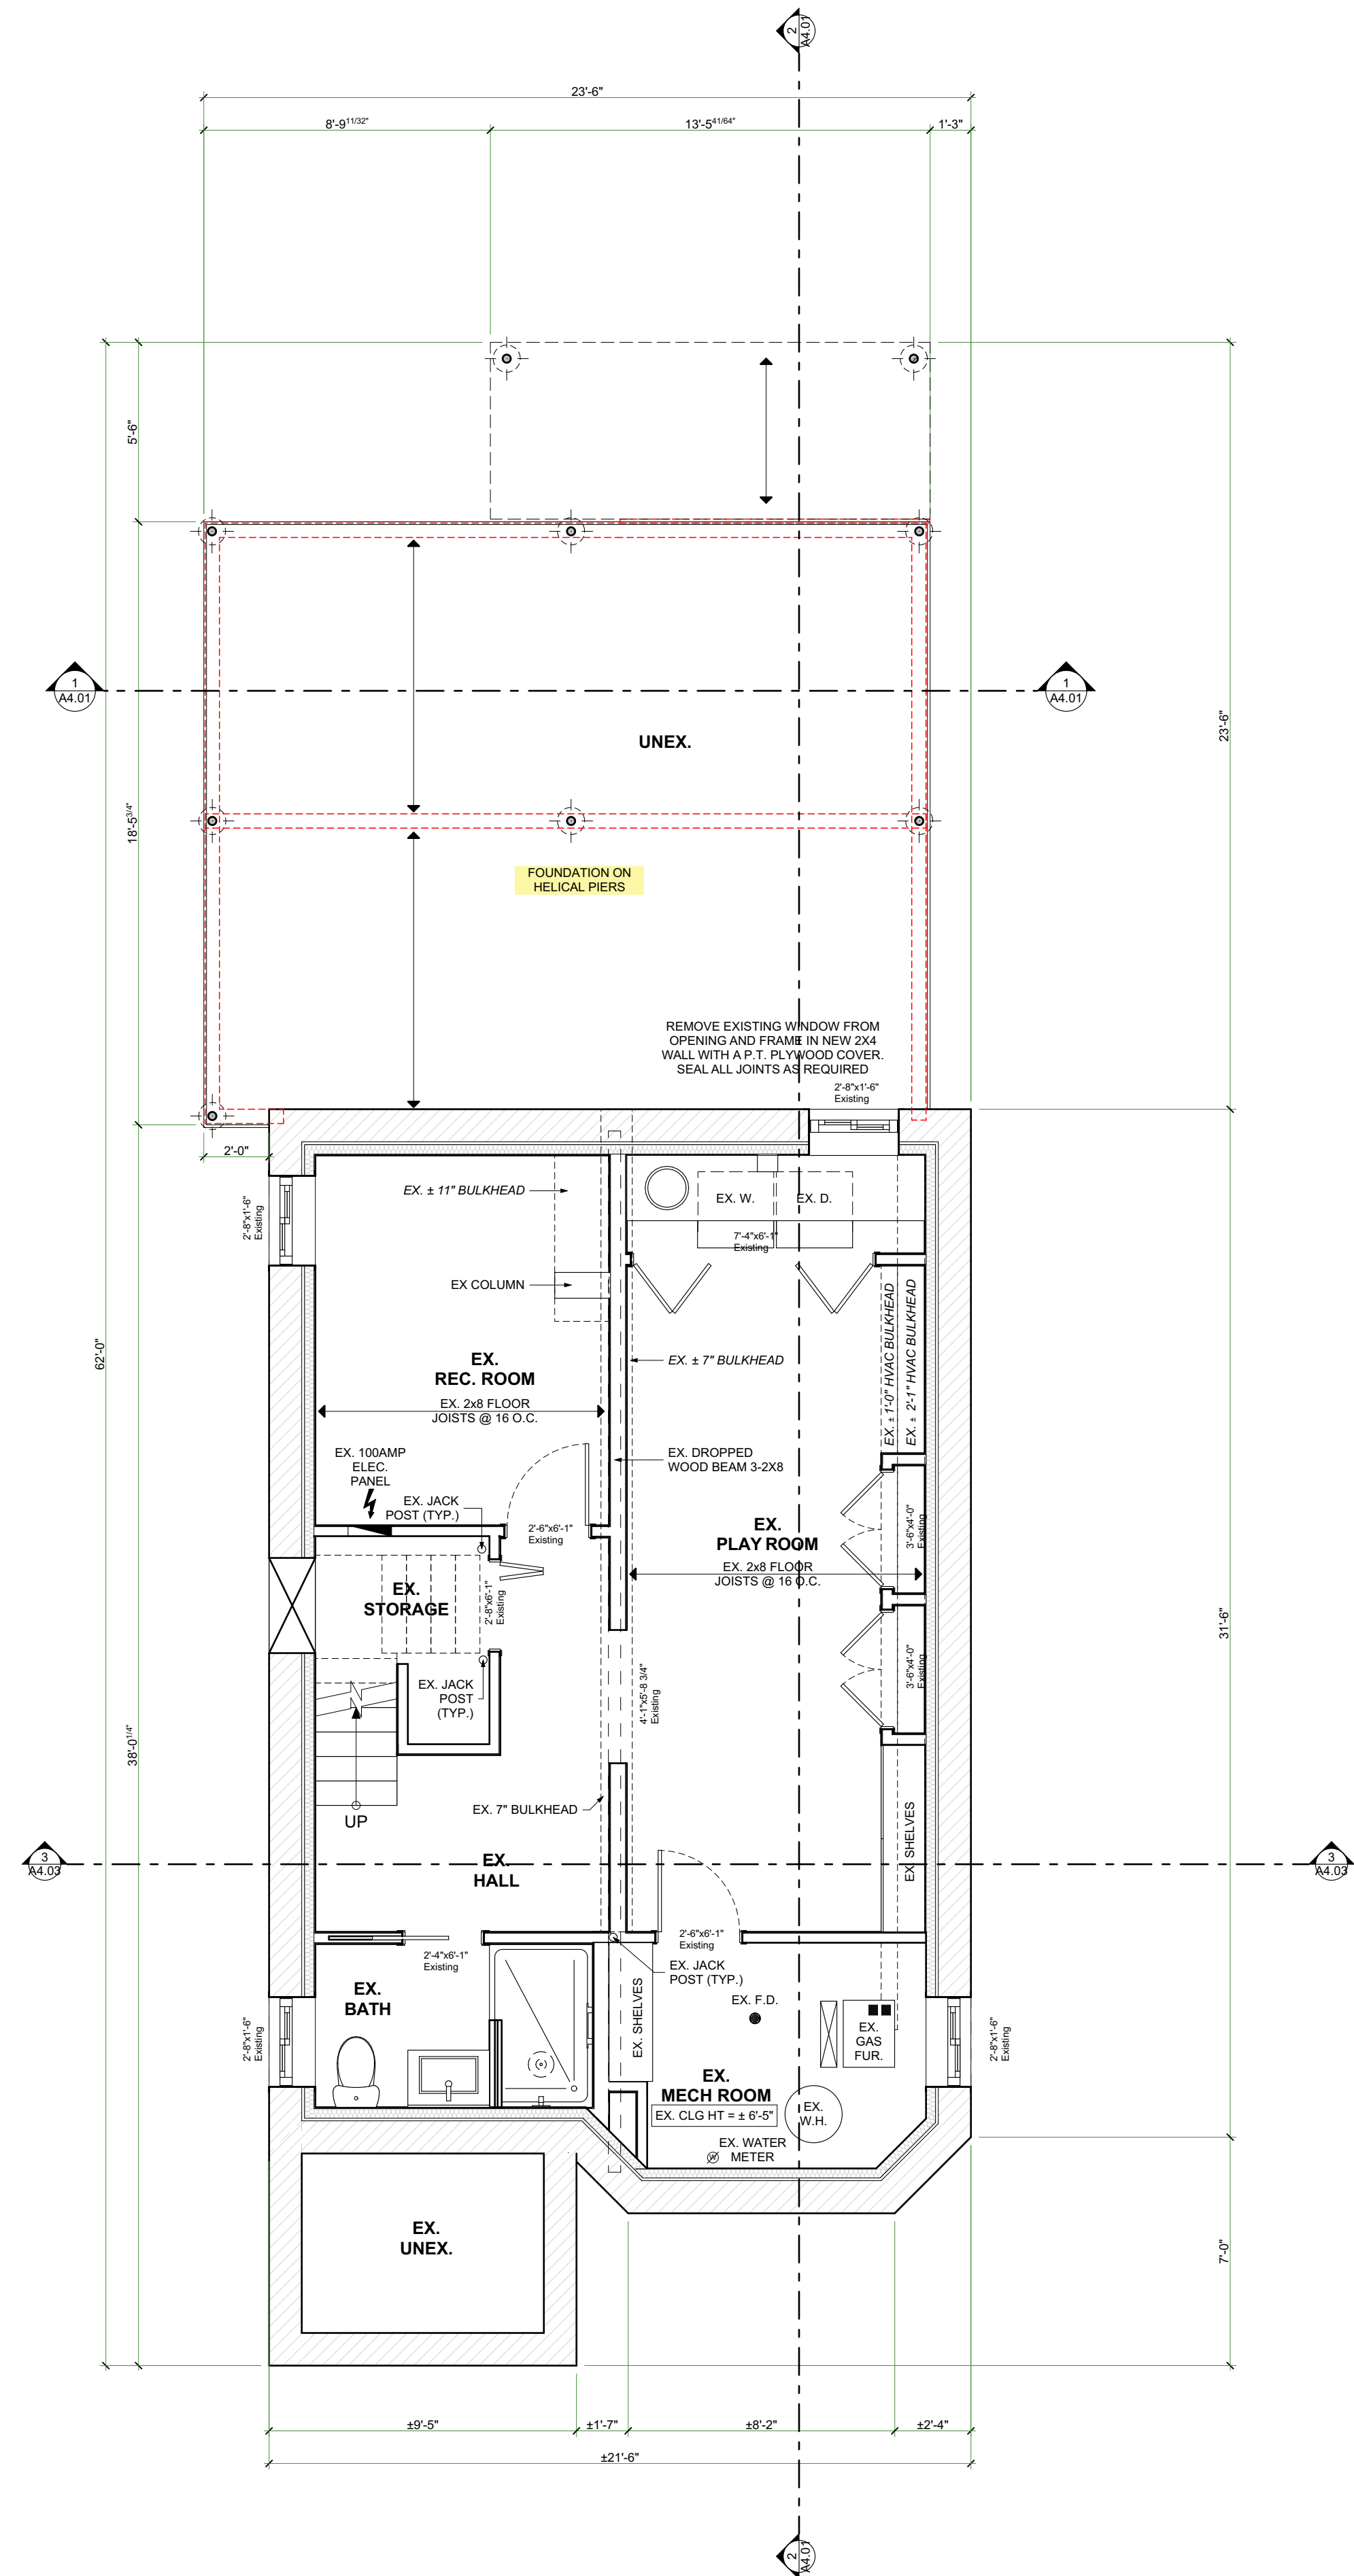 2
A4.01
23'-6"
8'-9 11/32"
13'-5 41/64"
1'-3"
5'-6"
1
A4.01
1
A4.01
23'-6"
UNEX.
18'-5 3/4"
FOUNDATION ON
HELICAL PIERS
REMOVE EXISTING WINDOW FROM
OPENING AND FRAME IN NEW 2X4
WALL WITH A P.T. PLYWOOD COVER.
SEAL ALL JOINTS AS REQUIRED
2'-8"x1'-6"
Existing
2'-0"
2'-8"x1'-6"
Existing
EX. ± 11" BULKHEAD
EX. W.
EX. D.
7'-4"x6'-1"
Existing
EX COLUMN
EX. ± 1'-0" HVAC BULKHEAD
EX. ± 2'-1" HVAC BULKHEAD
62'-0"
EX.
REC. ROOM
EX. ± 7" BULKHEAD
EX. 2x8 FLOOR
JOISTS @ 16 O.C.
EX. 100AMP
ELEC.
PANEL
EX. DROPPED
WOOD BEAM 3-2X8
EX. JACK
POST (TYP.)
2'-6"x6'-1"
Existing
EX.
PLAY ROOM
3'-6"x4'-0"
Existing
EX. 2x8 FLOOR
JOISTS @ 16 O.C.
EX.
STORAGE
2'-8"x6'-1"
Existing
31'-6"
EX. JACK
POST
(TYP.)
4'-1"x5'-8 3/4"
Existing
3'-6"x4'-0"
Existing
38'-0 1/4"
UP
EX. 7" BULKHEAD
EX. SHELVES
3
A4.03
EX.
HALL
3
A4.03
2'-4"x6'-1"
Existing
2'-6"x6'-1"
Existing
EX. JACK
POST (TYP.)
EX.
BATH
EX. SHELVES
EX. F.D.
2'-8"x1'-6"
Existing
EX.
GAS
FUR.
2'-8"x1'-6"
Existing
EX.
MECH ROOM
EX. CLG HT = ± 6'-5"
EX.
W.H.
W
EX. WATER
METER
EX.
UNEX.
7'-0"
±9'-5"
±1'-7"
±8'-2"
±2'-4"
±21'-6"
2
A4.01